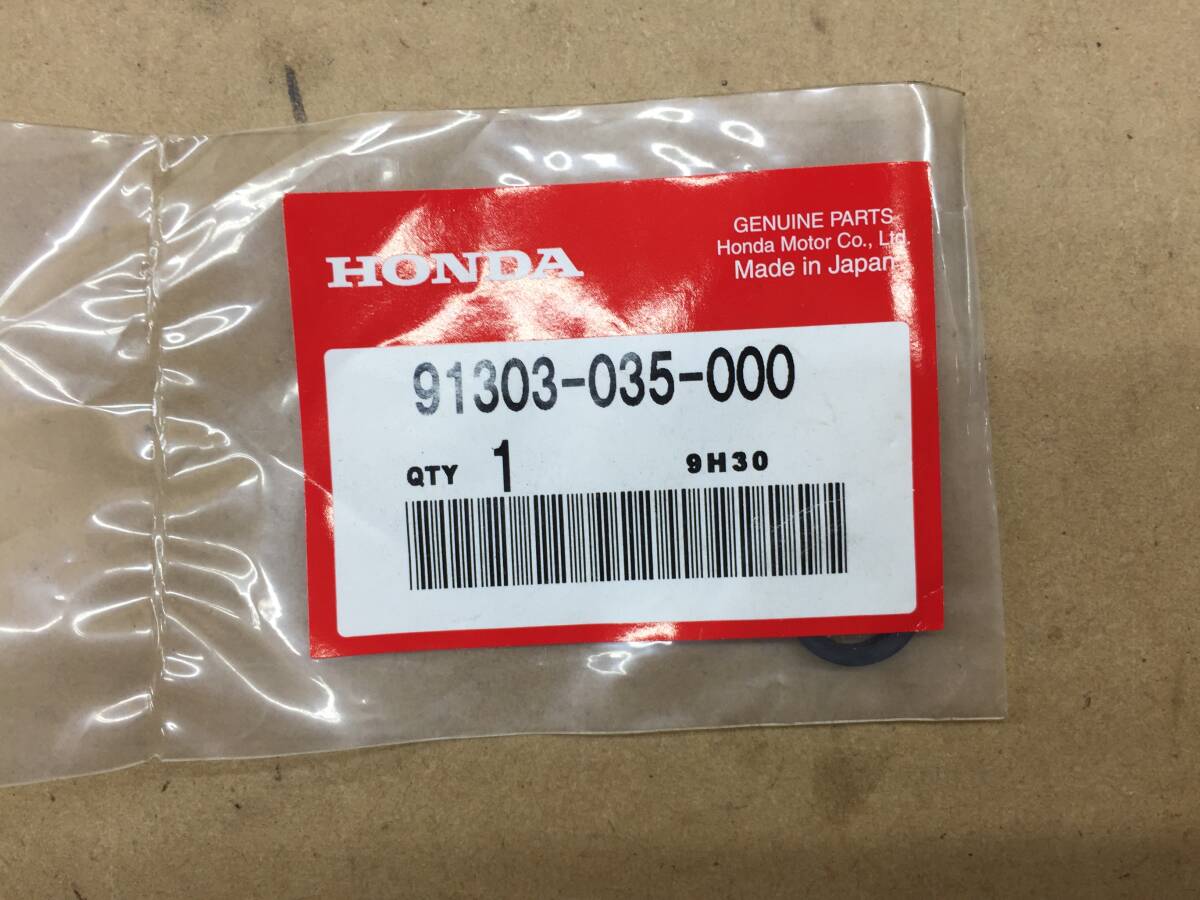 HONDA
GENUINE PARTS
Honda Motor Co., Ltd.
Made in Japan
91303-035-000
QTY 1 9H30